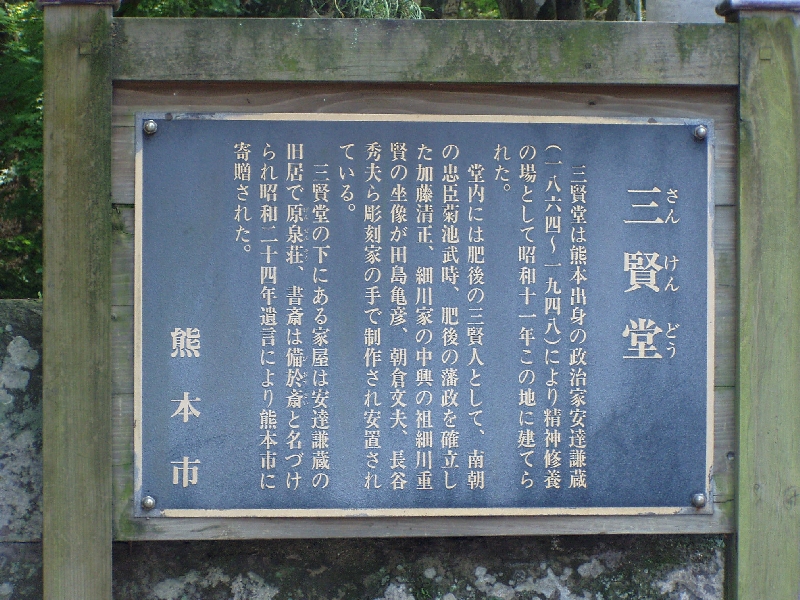 三賢堂
さんけんどう
三賢堂は熊本出身の政治家安達謙蔵
(一八六四〜一九四八)により精神修養
の場として昭和十一年この地に建てら
れた。
堂内には肥後の三賢人として、南朝
の忠臣菊池武時、肥後の藩政を確立し
た加藤清正、細川家の中興の祖細川重
賢の坐像が田島亀彦、朝倉文夫、長谷
秀夫ら彫刻家の手で制作され安置され
ている。
三賢堂の下にある家屋は安達謙蔵の
旧居で原泉荘、書斎は備於斎と名づけ
られ昭和二十四年遺言により熊本市に
寄贈された。
熊本市